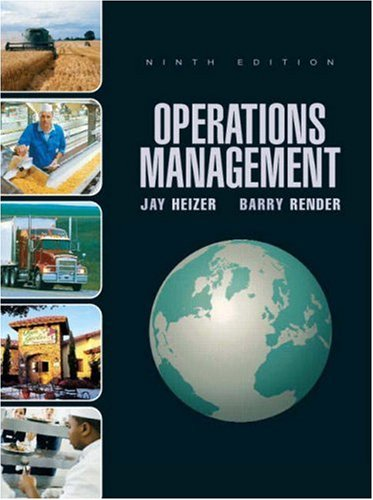 NINTH EDITION
OPERATIONS
MANAGEMENT
JAY HEIZER BARRY RENDER